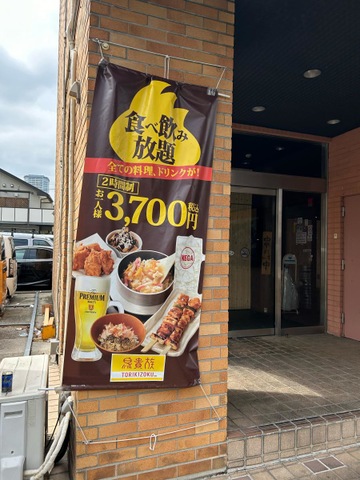 食べ飲み
放題
全ての料理、ドリンクが!
2時間制
お一人様
3,700円
税込
MEGA
PREMIUM
鳥貴族
TORIKIZOKU